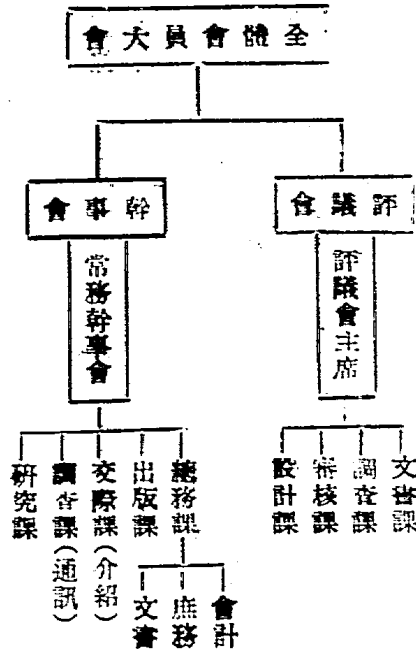 全體會員大會
評議會
幹事會
評議會主席
常務幹事會
文書課
調查課
審核課
設計課
總務課
出版課
交際課(介紹)
調查課(通訊)
研究課
會計
庶務
文書